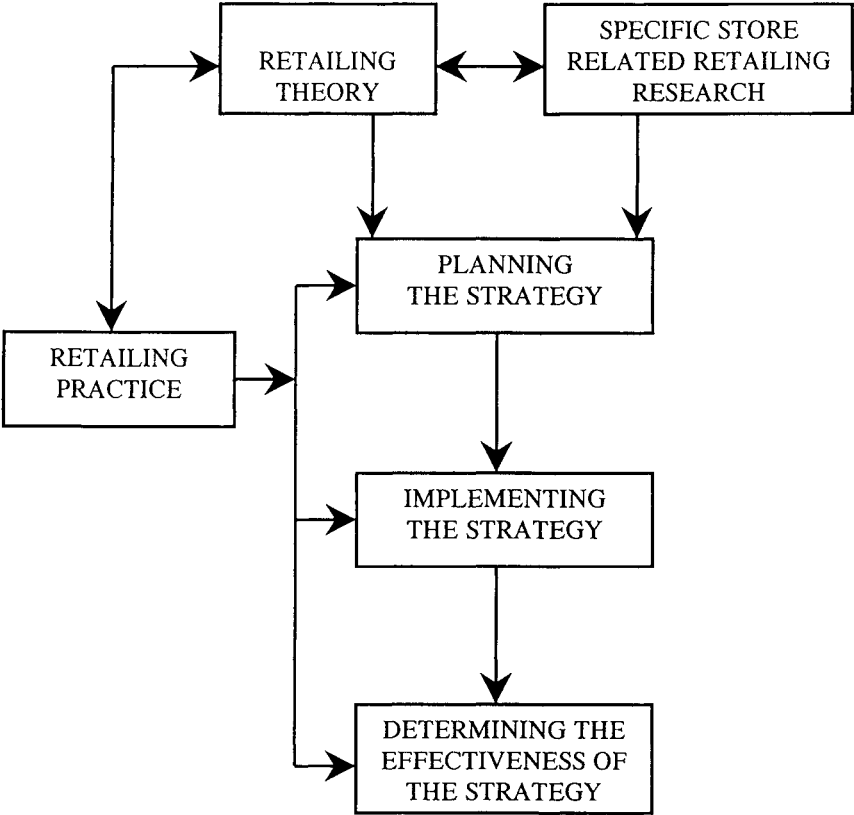 RETAILING
THEORY
SPECIFIC STORE
RELATED RETAILING
RESEARCH
PLANNING
THE STRATEGY
RETAILING
PRACTICE
IMPLEMENTING
THE STRATEGY
DETERMINING THE
EFFECTIVENESS OF
THE STRATEGY